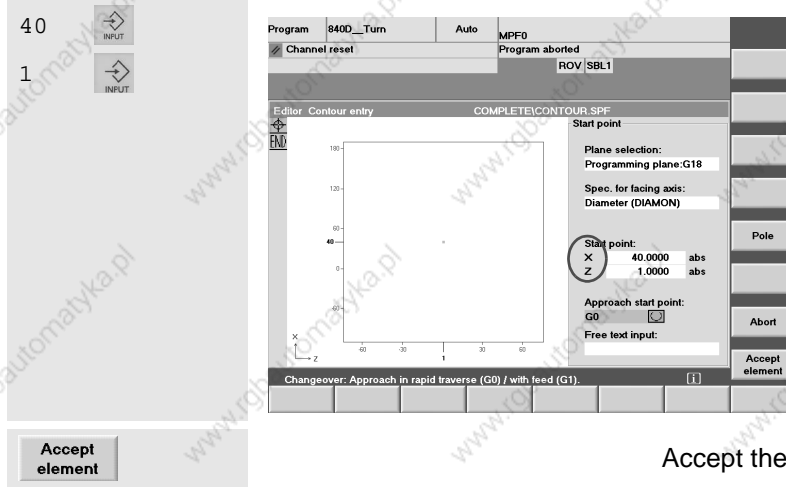 40 INPUT
1 INPUT
Program 840D__Turn Auto MPF0
Channel reset Program aborted
ROV SBL1
Editor Contour entry COMPLETE\CONTOUR.SPF
END
180
120
60
40
0
-60
X
Z
-60 -30 1 30 60
Start point
Plane selection:
Programming plane:G18
Spec. for facing axis:
Diameter (DIAMON)
Start point:
X 40.0000 abs
Z 1.0000 abs
Approach start point:
G0
Free text input:
Pole
Abort
Accept
element
Changeover: Approach in rapid traverse (G0) / with feed (G1). i
Accept
element
Accept the
www.rgbautomatyka.pl